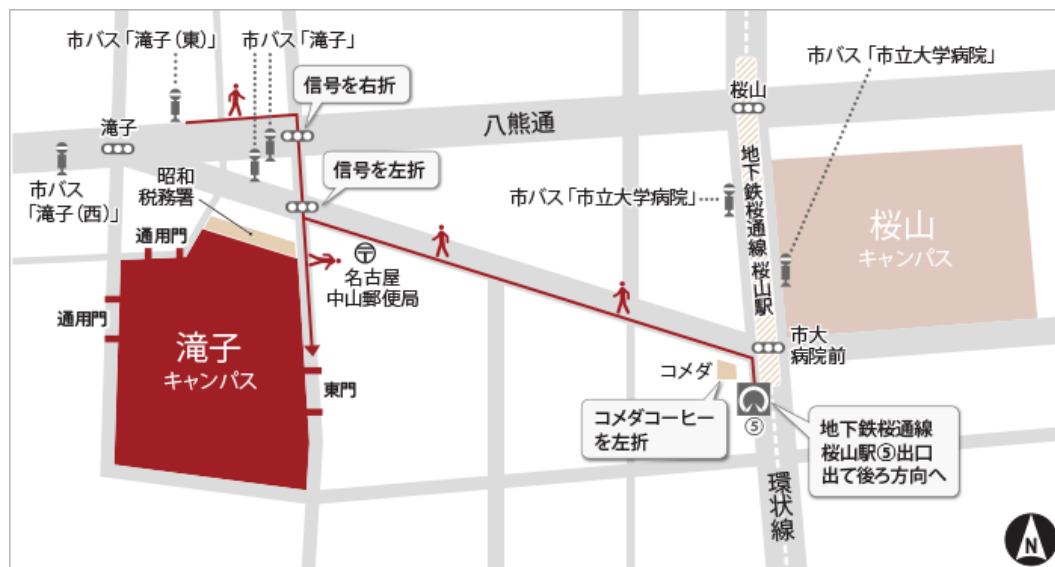 市バス「滝子（東）」
市バス「滝子」
信号を右折
市バス「市立大学病院」
桜山
八熊通
滝子
昭和
税務署
信号を左折
市バス
「滝子（西）」
通用門
市バス「市立大学病院」
地下鉄桜通線 桜山駅
桜山
キャンパス
〒
名古屋
中山郵便局
通用門
滝子
キャンパス
東門
市大
病院前
コメダ
コメダコーヒー
を左折
⑤
地下鉄桜通線
桜山駅⑤出口
出て後ろ方向へ
環状線
N